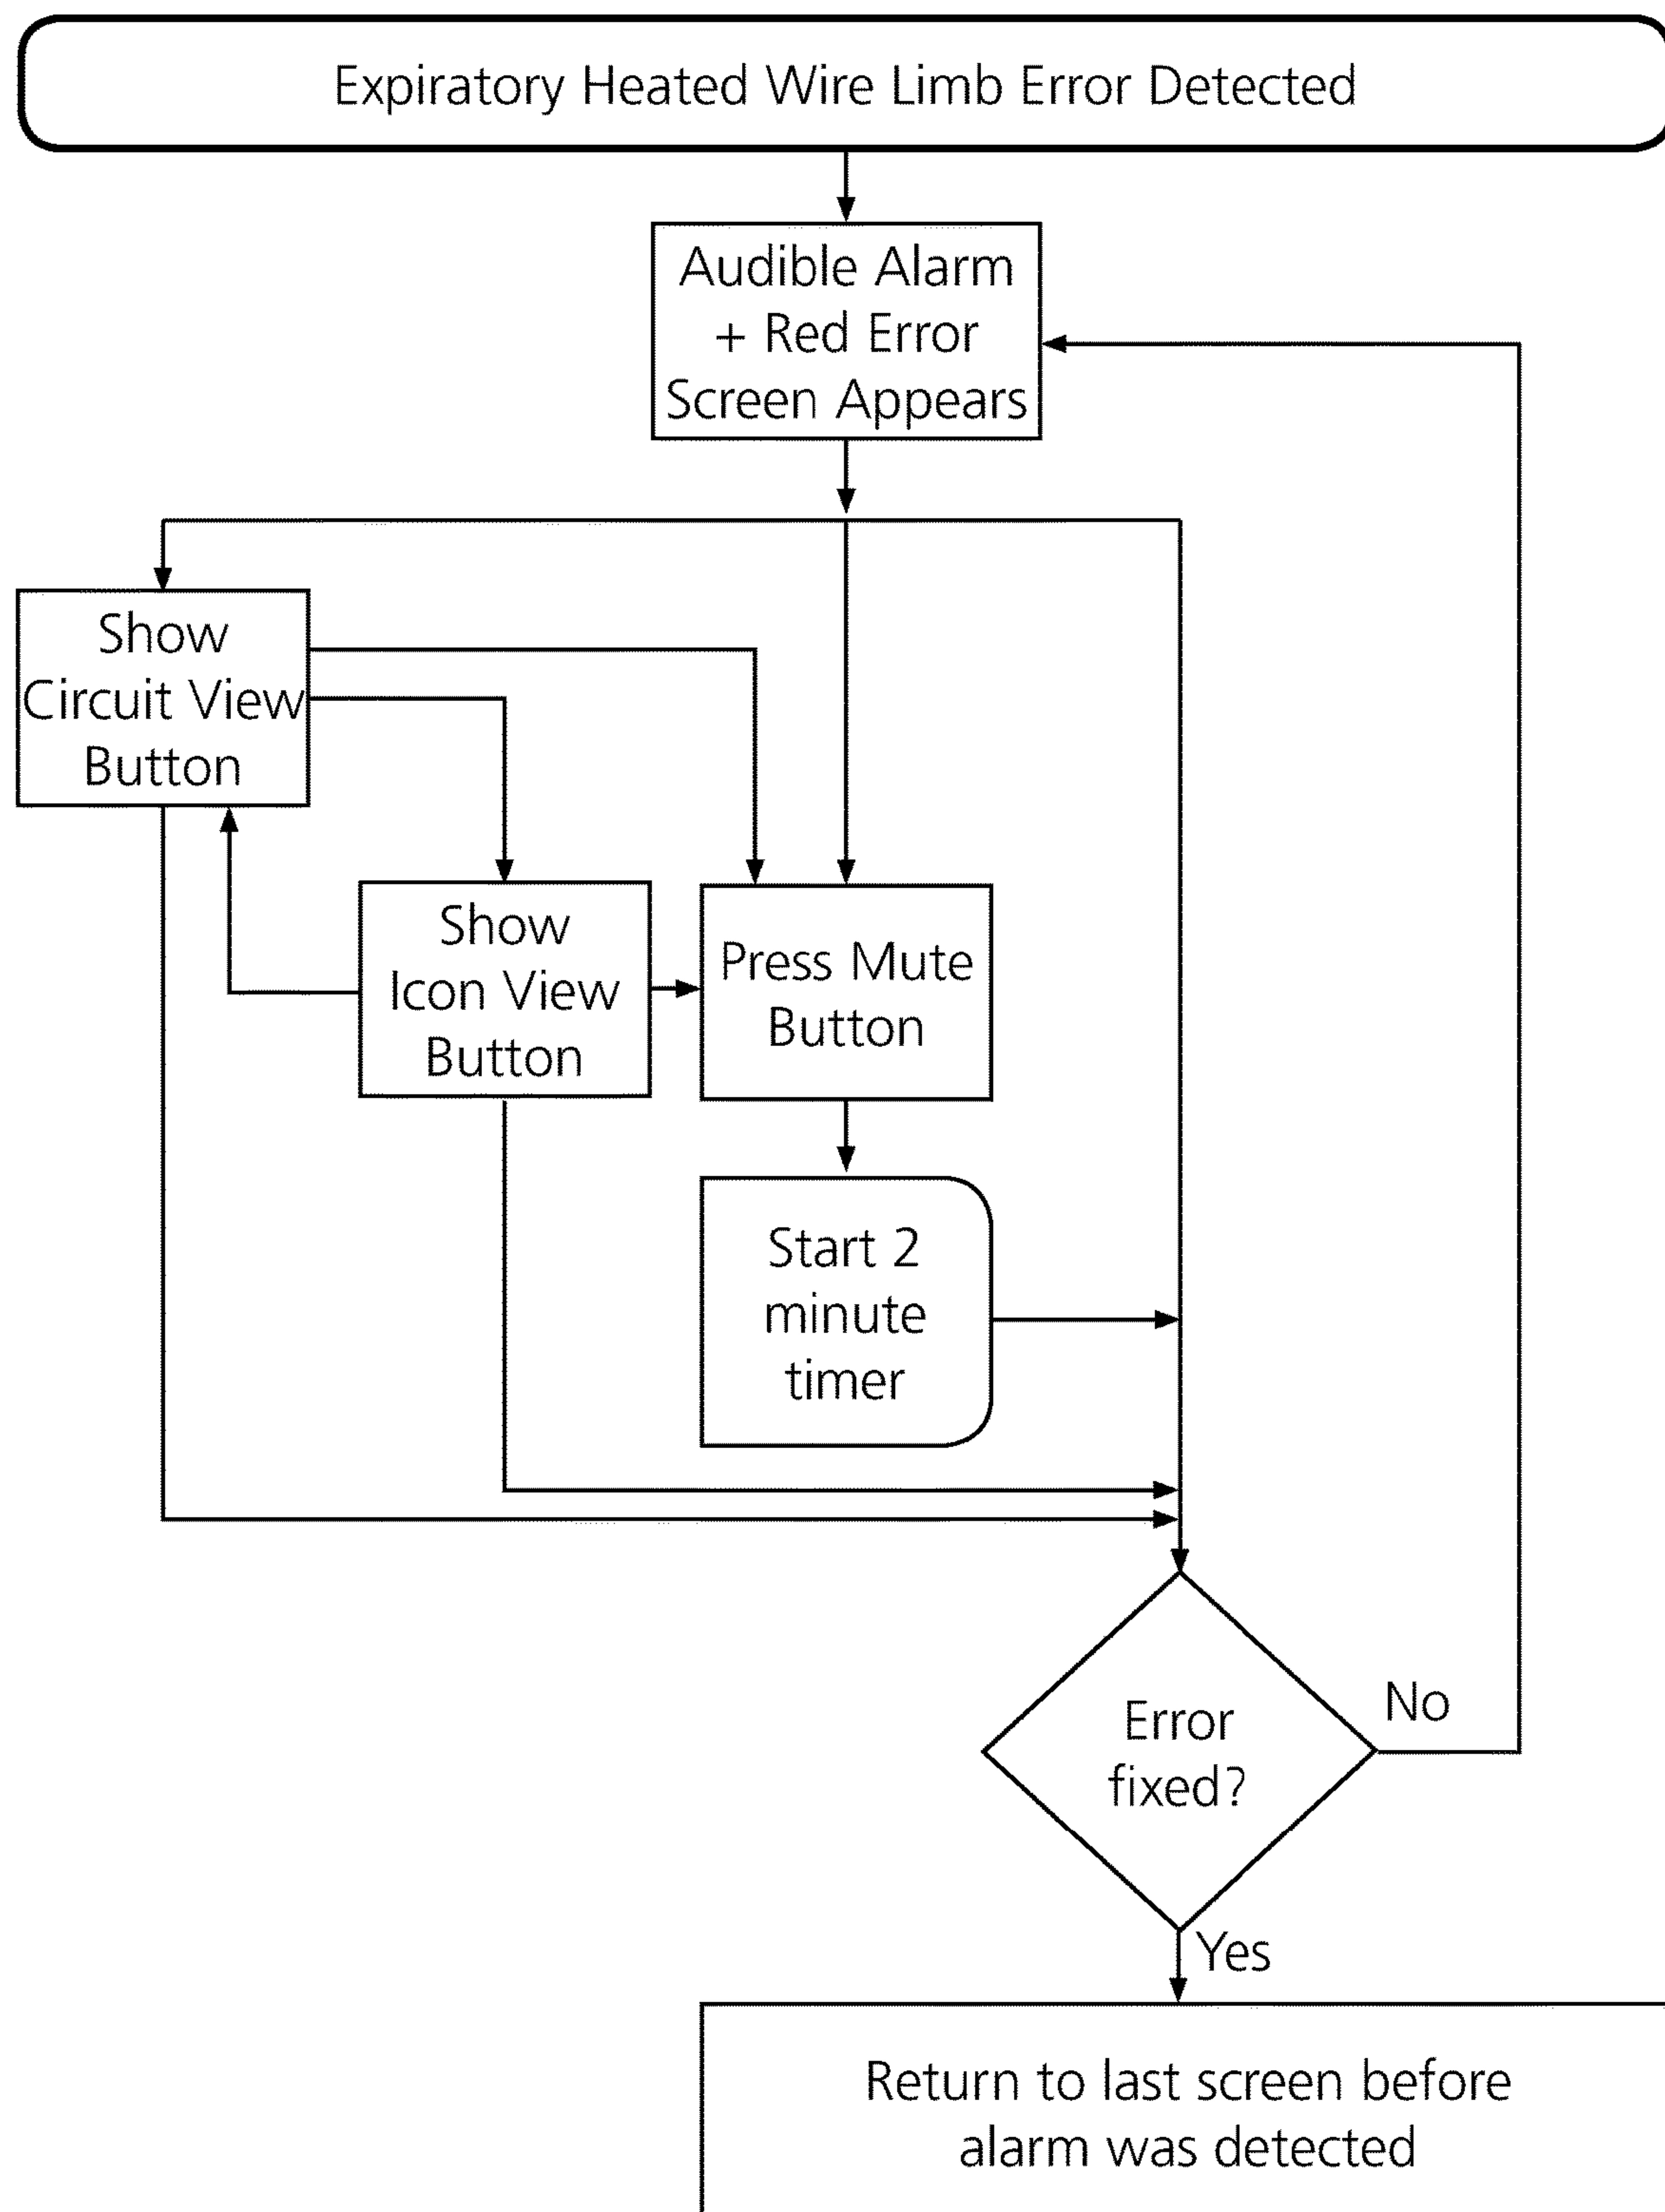 Expiratory Heated Wire Limb Error Detected
Audible Alarm
+ Red Error
Screen Appears
Show
Circuit View
Button
Show
Icon View
Button
Press Mute
Button
Start 2
minute
timer
Error
fixed?
No
Yes
Return to last screen before
alarm was detected